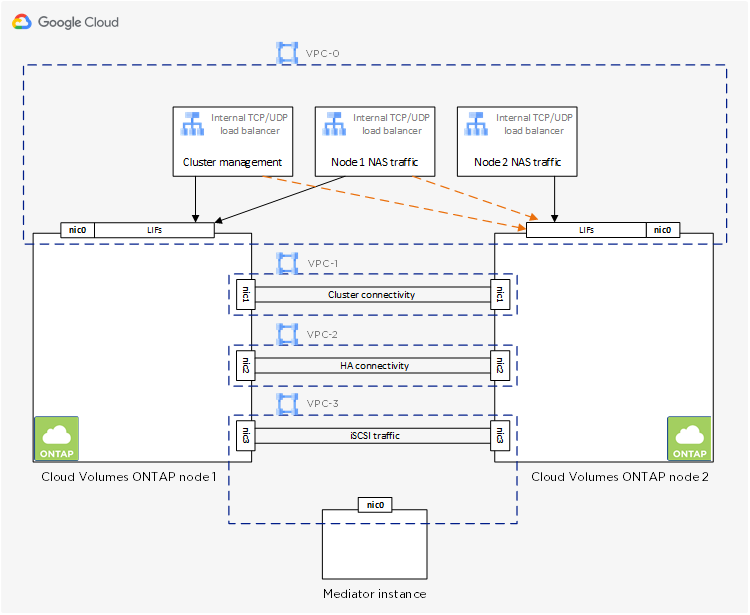 Google Cloud
VPC-0
Internal TCP/UDP
load balancer
Cluster management
Internal TCP/UDP
load balancer
Node 1 NAS traffic
Internal TCP/UDP
load balancer
Node 2 NAS traffic
nic0
LIFs
LIFs
nic0
VPC-1
nic1
Cluster connectivity
nic1
VPC-2
nic2
HA connectivity
nic2
VPC-3
nic3
iSCSI traffic
nic3
ONTAP
ONTAP
Cloud Volumes ONTAP node 1
Cloud Volumes ONTAP node 2
nic0
Mediator instance